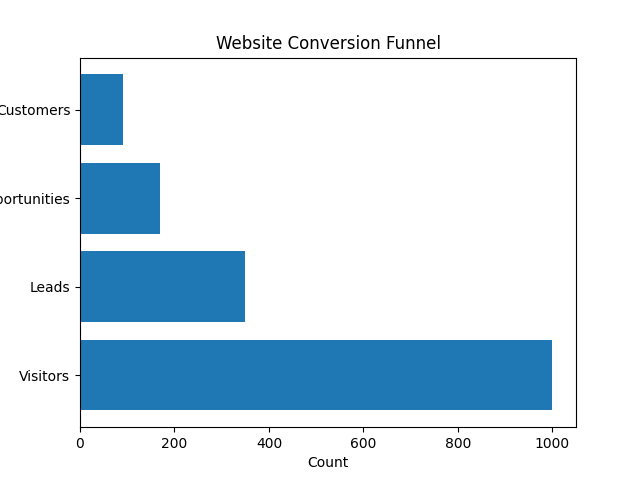 Website Conversion Funnel
Customers
portunities
Leads
Visitors
0 200 400 600 800 1000
Count